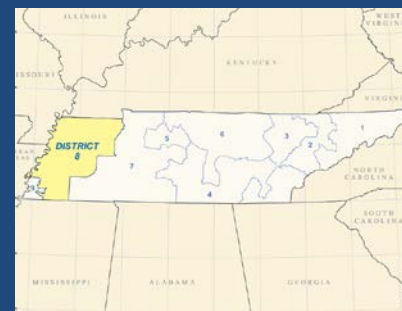 ILLINOIS
WEST
VIRGINIA
MISSOURI
KENTUCKY
VIRGINIA
DISTRICT
8
5
6
3
1
2
7
9
4
NORTH
CAROLINA
SOUTH
CAROLINA
MISSISSIPPI
ALABAMA
GEORGIA